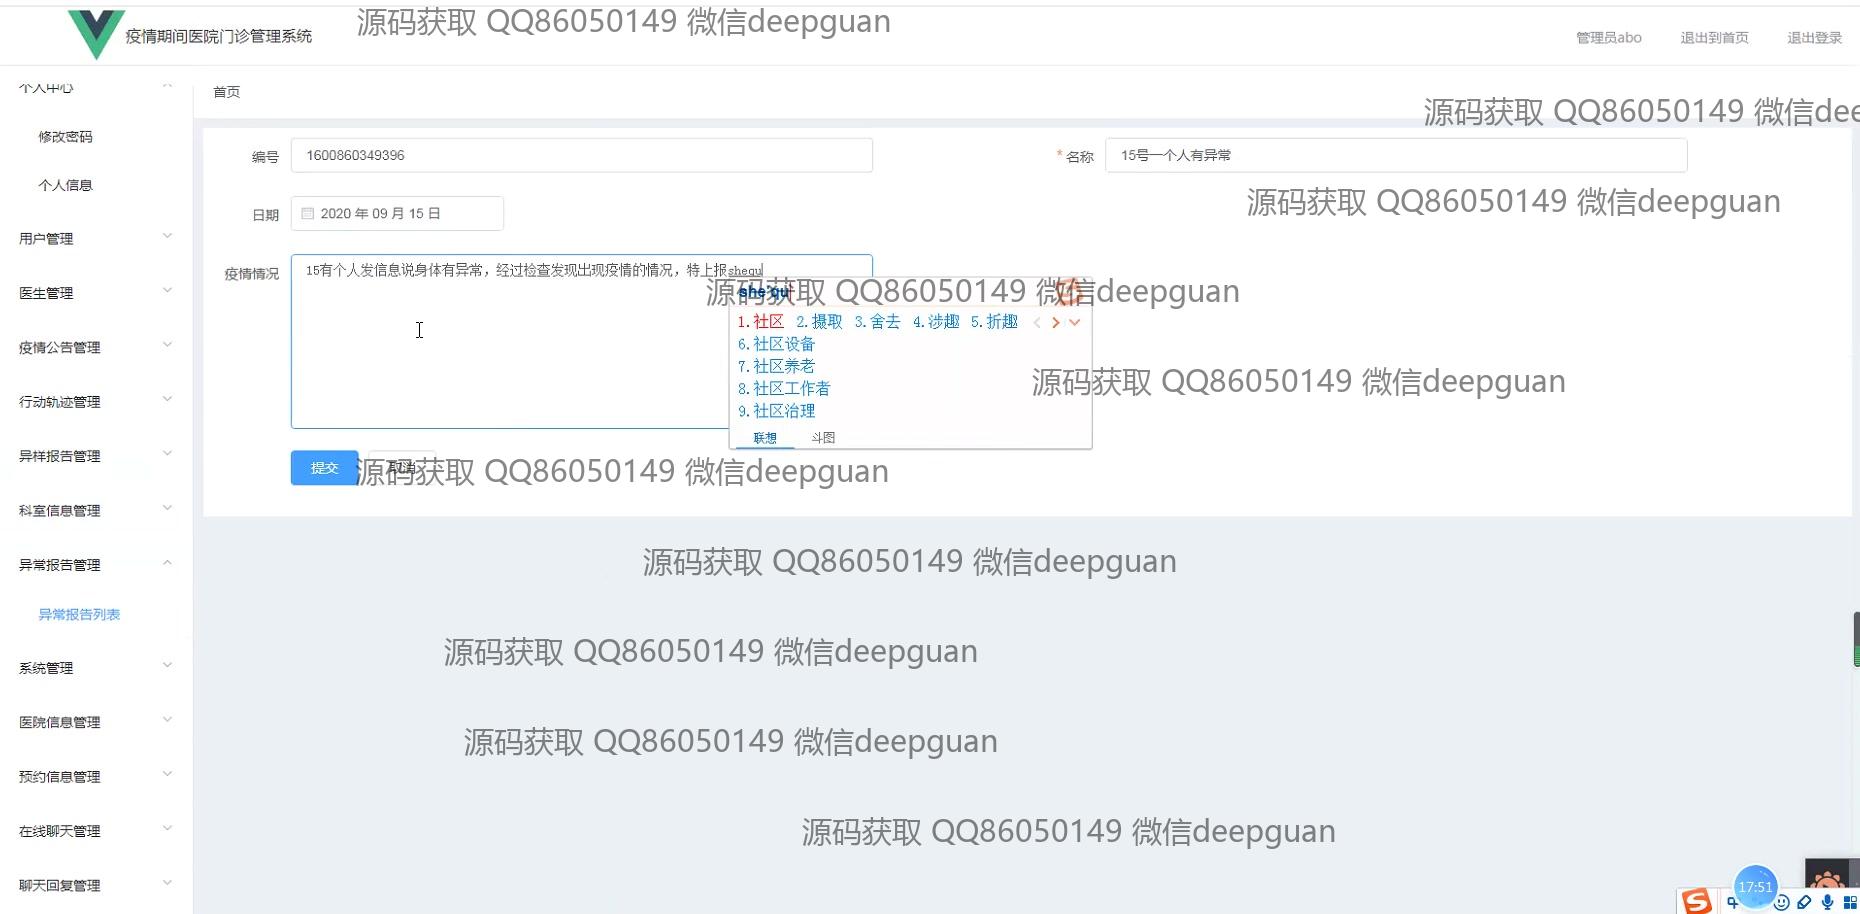 源码获取 QQ86050149 微信deepguan
疫情期间医院门诊管理系统
管理员abo 退出到首页 退出登录
个人中心
首页
源码获取 QQ86050149 微信dee
修改密码
个人信息
用户管理
医生管理
疫情公告管理
行动轨迹管理
异样报告管理
科室信息管理
异常报告管理
异常报告列表
系统管理
医院信息管理
预约信息管理
在线聊天管理
聊天回复管理
编号 1600860349396
* 名称 15号一个人有异常
源码获取 QQ86050149 微信deepguan
日期 2020 年 09 月 15 日
疫情情况 15有个人发信息说身体有异常，经过检查发现出现疫情的情况，特上报shequ
she'qu
源码获取 QQ86050149 微信deepguan
1.社区 2.摄取 3.舍去 4.涉趣 5.折趣
6.社区设备
7.社区养老
8.社区工作者
9.社区治理
联想 斗图
源码获取 QQ86050149 微信deepguan
提交 取消
源码获取 QQ86050149 微信deepguan
源码获取 QQ86050149 微信deepguan
源码获取 QQ86050149 微信deepguan
源码获取 QQ86050149 微信deepguan
源码获取 QQ86050149 微信deepguan
17:51